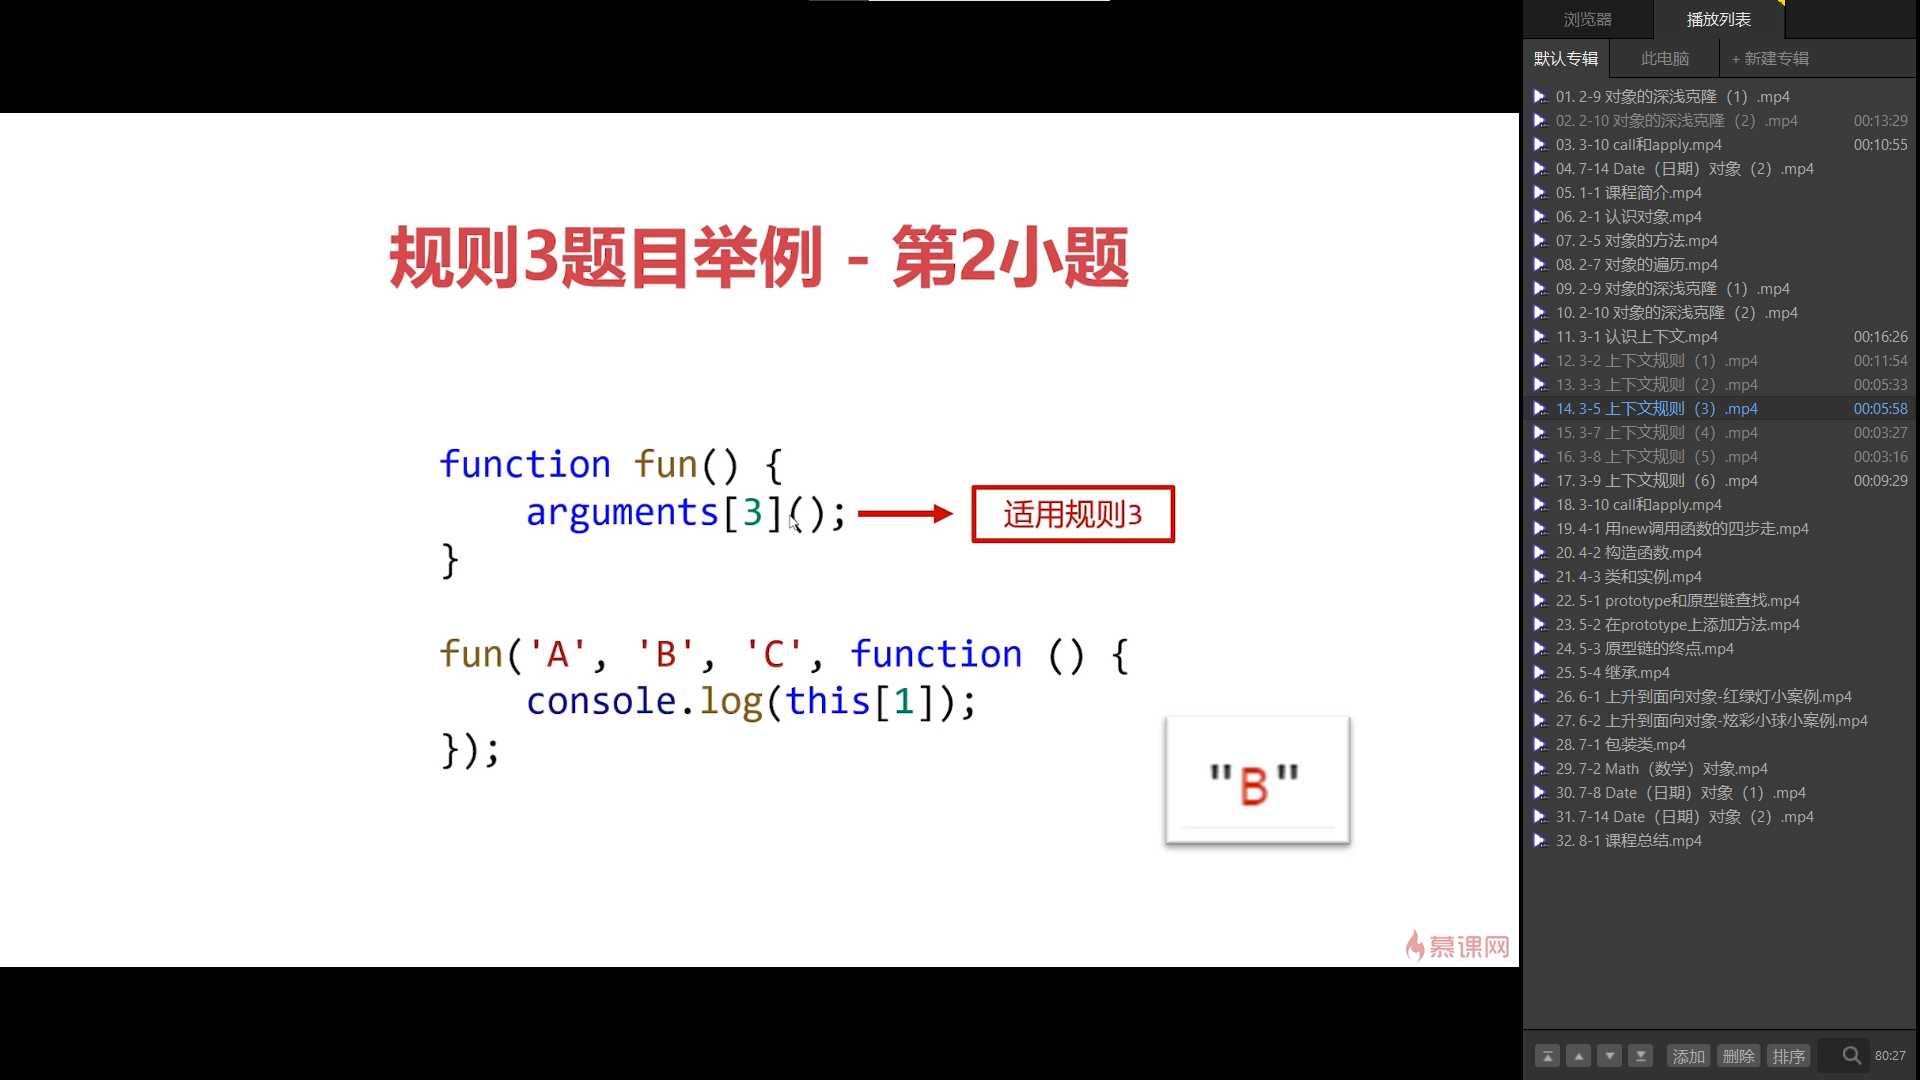 浏览器
播放列表
默认专辑
此电脑
+ 新建专辑
规则3题目举例 - 第2小题
function fun() {
    arguments[3]();
适用规则3
}
fun('A', 'B', 'C', function () {
    console.log(this[1]);
});
"B"
慕课网
01. 2-9 对象的深浅克隆（1）.mp4
02. 2-10 对象的深浅克隆（2）.mp4 00:13:29
03. 3-10 call和apply.mp4 00:10:55
04. 7-14 Date（日期）对象（2）.mp4
05. 1-1 课程简介.mp4
06. 2-1 认识对象.mp4
07. 2-5 对象的方法.mp4
08. 2-7 对象的遍历.mp4
09. 2-9 对象的深浅克隆（1）.mp4
10. 2-10 对象的深浅克隆（2）.mp4
11. 3-1 认识上下文.mp4 00:16:26
12. 3-2 上下文规则（1）.mp4 00:11:54
13. 3-3 上下文规则（2）.mp4 00:05:33
14. 3-5 上下文规则（3）.mp4 00:05:58
15. 3-7 上下文规则（4）.mp4 00:03:27
16. 3-8 上下文规则（5）.mp4 00:03:16
17. 3-9 上下文规则（6）.mp4 00:09:29
18. 3-10 call和apply.mp4
19. 4-1 用new调用函数的四步走.mp4
20. 4-2 构造函数.mp4
21. 4-3 类和实例.mp4
22. 5-1 prototype和原型链查找.mp4
23. 5-2 在prototype上添加方法.mp4
24. 5-3 原型链的终点.mp4
25. 5-4 继承.mp4
26. 6-1 上升到面向对象-红绿灯小案例.mp4
27. 6-2 上升到面向对象-炫彩小球小案例.mp4
28. 7-1 包装类.mp4
29. 7-2 Math（数学）对象.mp4
30. 7-8 Date（日期）对象（1）.mp4
31. 7-14 Date（日期）对象（2）.mp4
32. 8-1 课程总结.mp4
添加
删除
排序
80:27